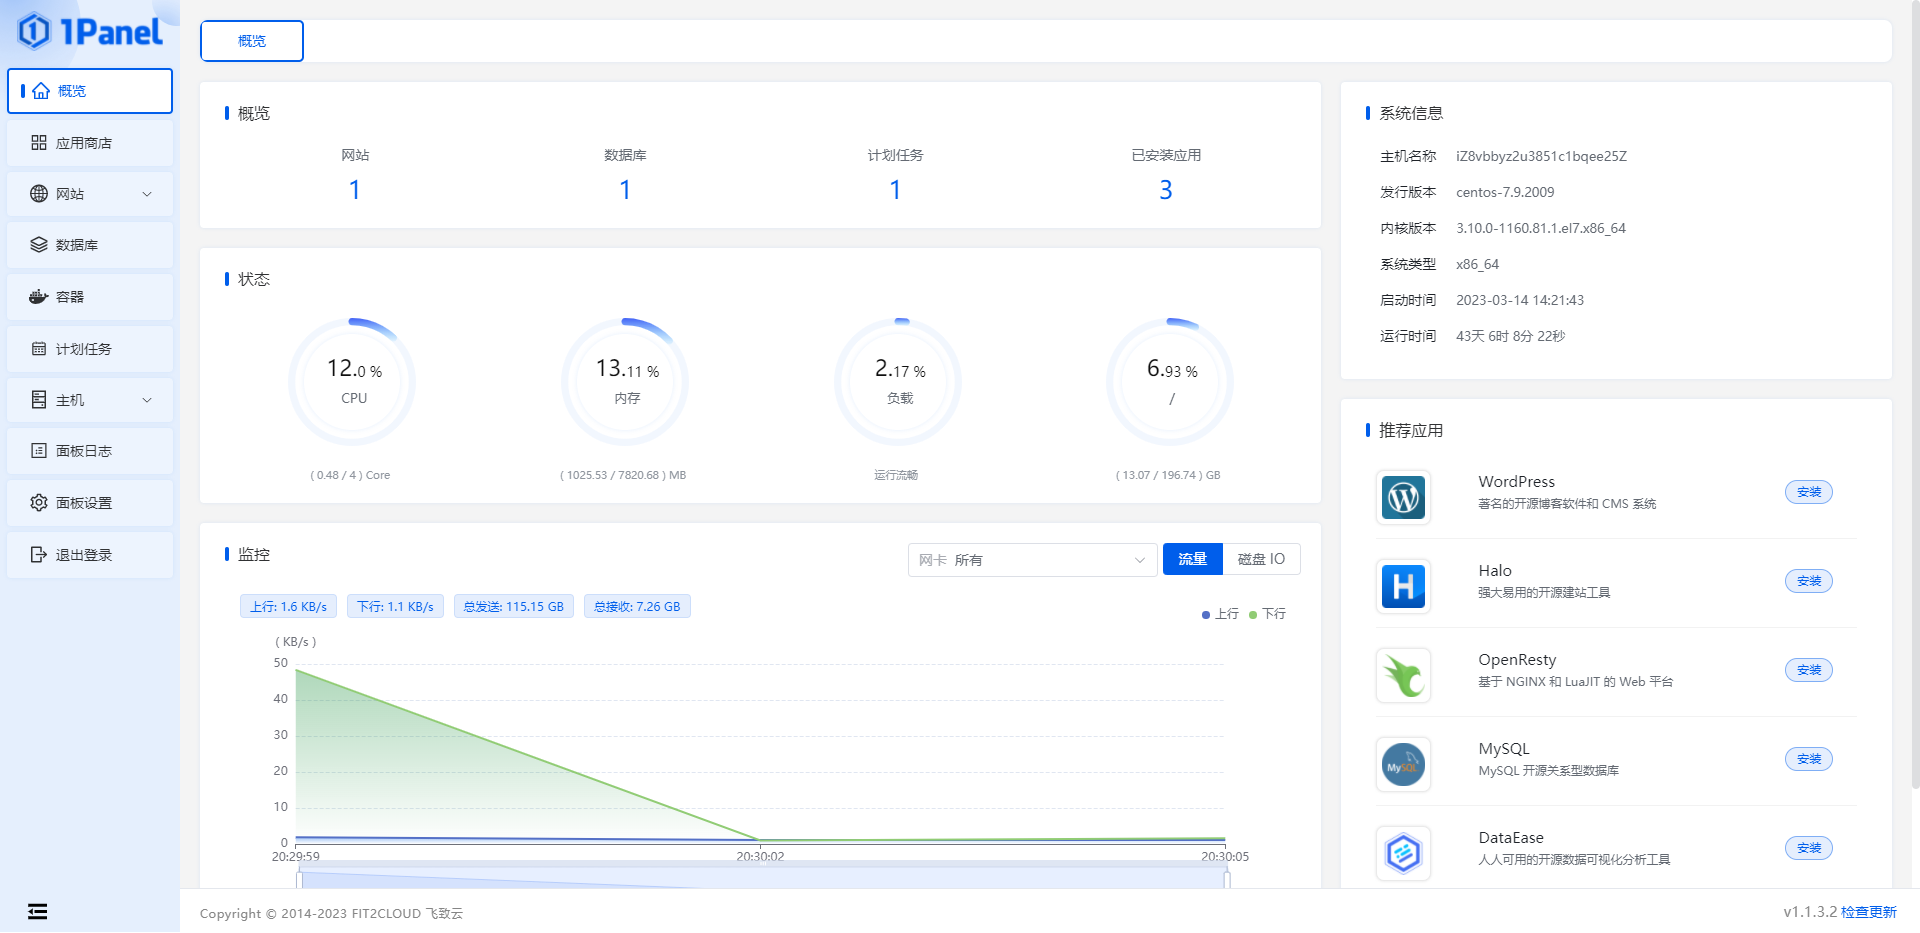 1Panel
概览
应用商店
网站
数据库
容器
计划任务
主机
面板日志
面板设置
退出登录
概览
概览
网站
1
数据库
1
计划任务
1
已安装应用
3
状态
12.0 %
CPU
( 0.48 / 4 ) Core
13.11 %
内存
( 1025.53 / 7820.68 ) MB
2.17 %
负载
运行流畅
6.93 %
/
( 13.07 / 196.74 ) GB
监控
网卡 所有
流量
磁盘 IO
上行: 1.6 KB/s
下行: 1.1 KB/s
总发送: 115.15 GB
总接收: 7.26 GB
上行
下行
( KB/s )
50
40
30
20
10
0
20:29:59
20:30:02
20:30:05
系统信息
主机名称 iZ8vbbyz2u3851c1bqee25Z
发行版本 centos-7.9.2009
内核版本 3.10.0-1160.81.1.el7.x86_64
系统类型 x86_64
启动时间 2023-03-14 14:21:43
运行时间 43天 6时 8分 22秒
推荐应用
WordPress
著名的开源博客软件和 CMS 系统
安装
Halo
强大易用的开源建站工具
安装
OpenResty
基于 NGINX 和 LuaJIT 的 Web 平台
安装
MySQL
MySQL
MySQL 开源关系型数据库
安装
DataEase
人人可用的开源数据可视化分析工具
安装
Copyright © 2014-2023 FIT2CLOUD 飞致云
v1.1.3.2 检查更新